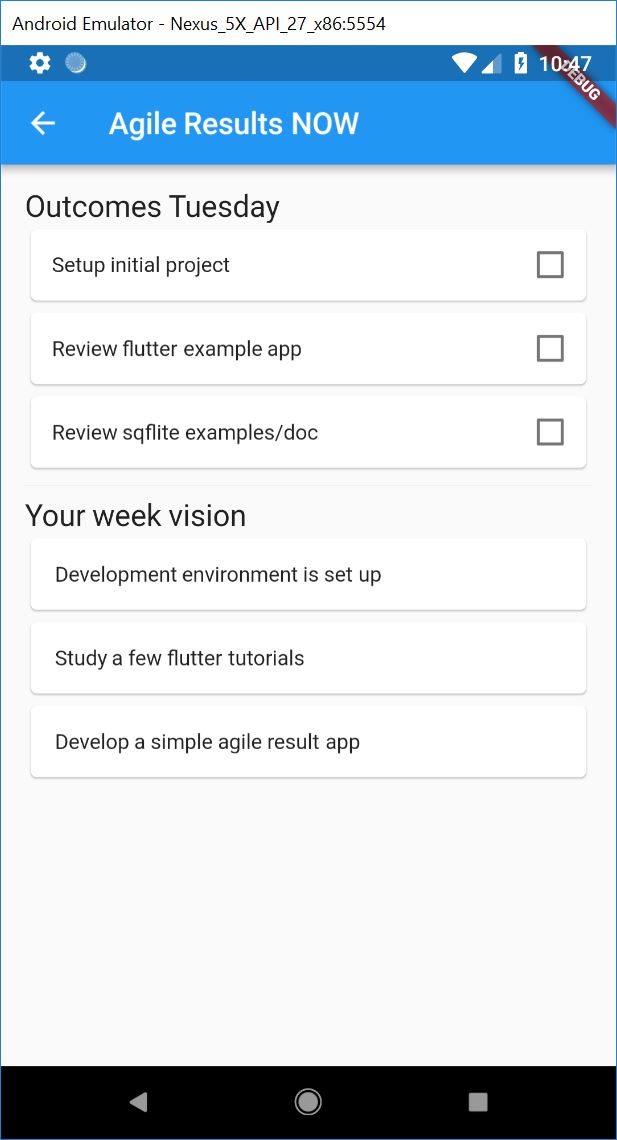 Android Emulator - Nexus_5X_API_27_x86:5554
10:47
DEBUG
Agile Results NOW
Outcomes Tuesday
Setup initial project
Review flutter example app
Review sqflite examples/doc
Your week vision
Development environment is set up
Study a few flutter tutorials
Develop a simple agile result app